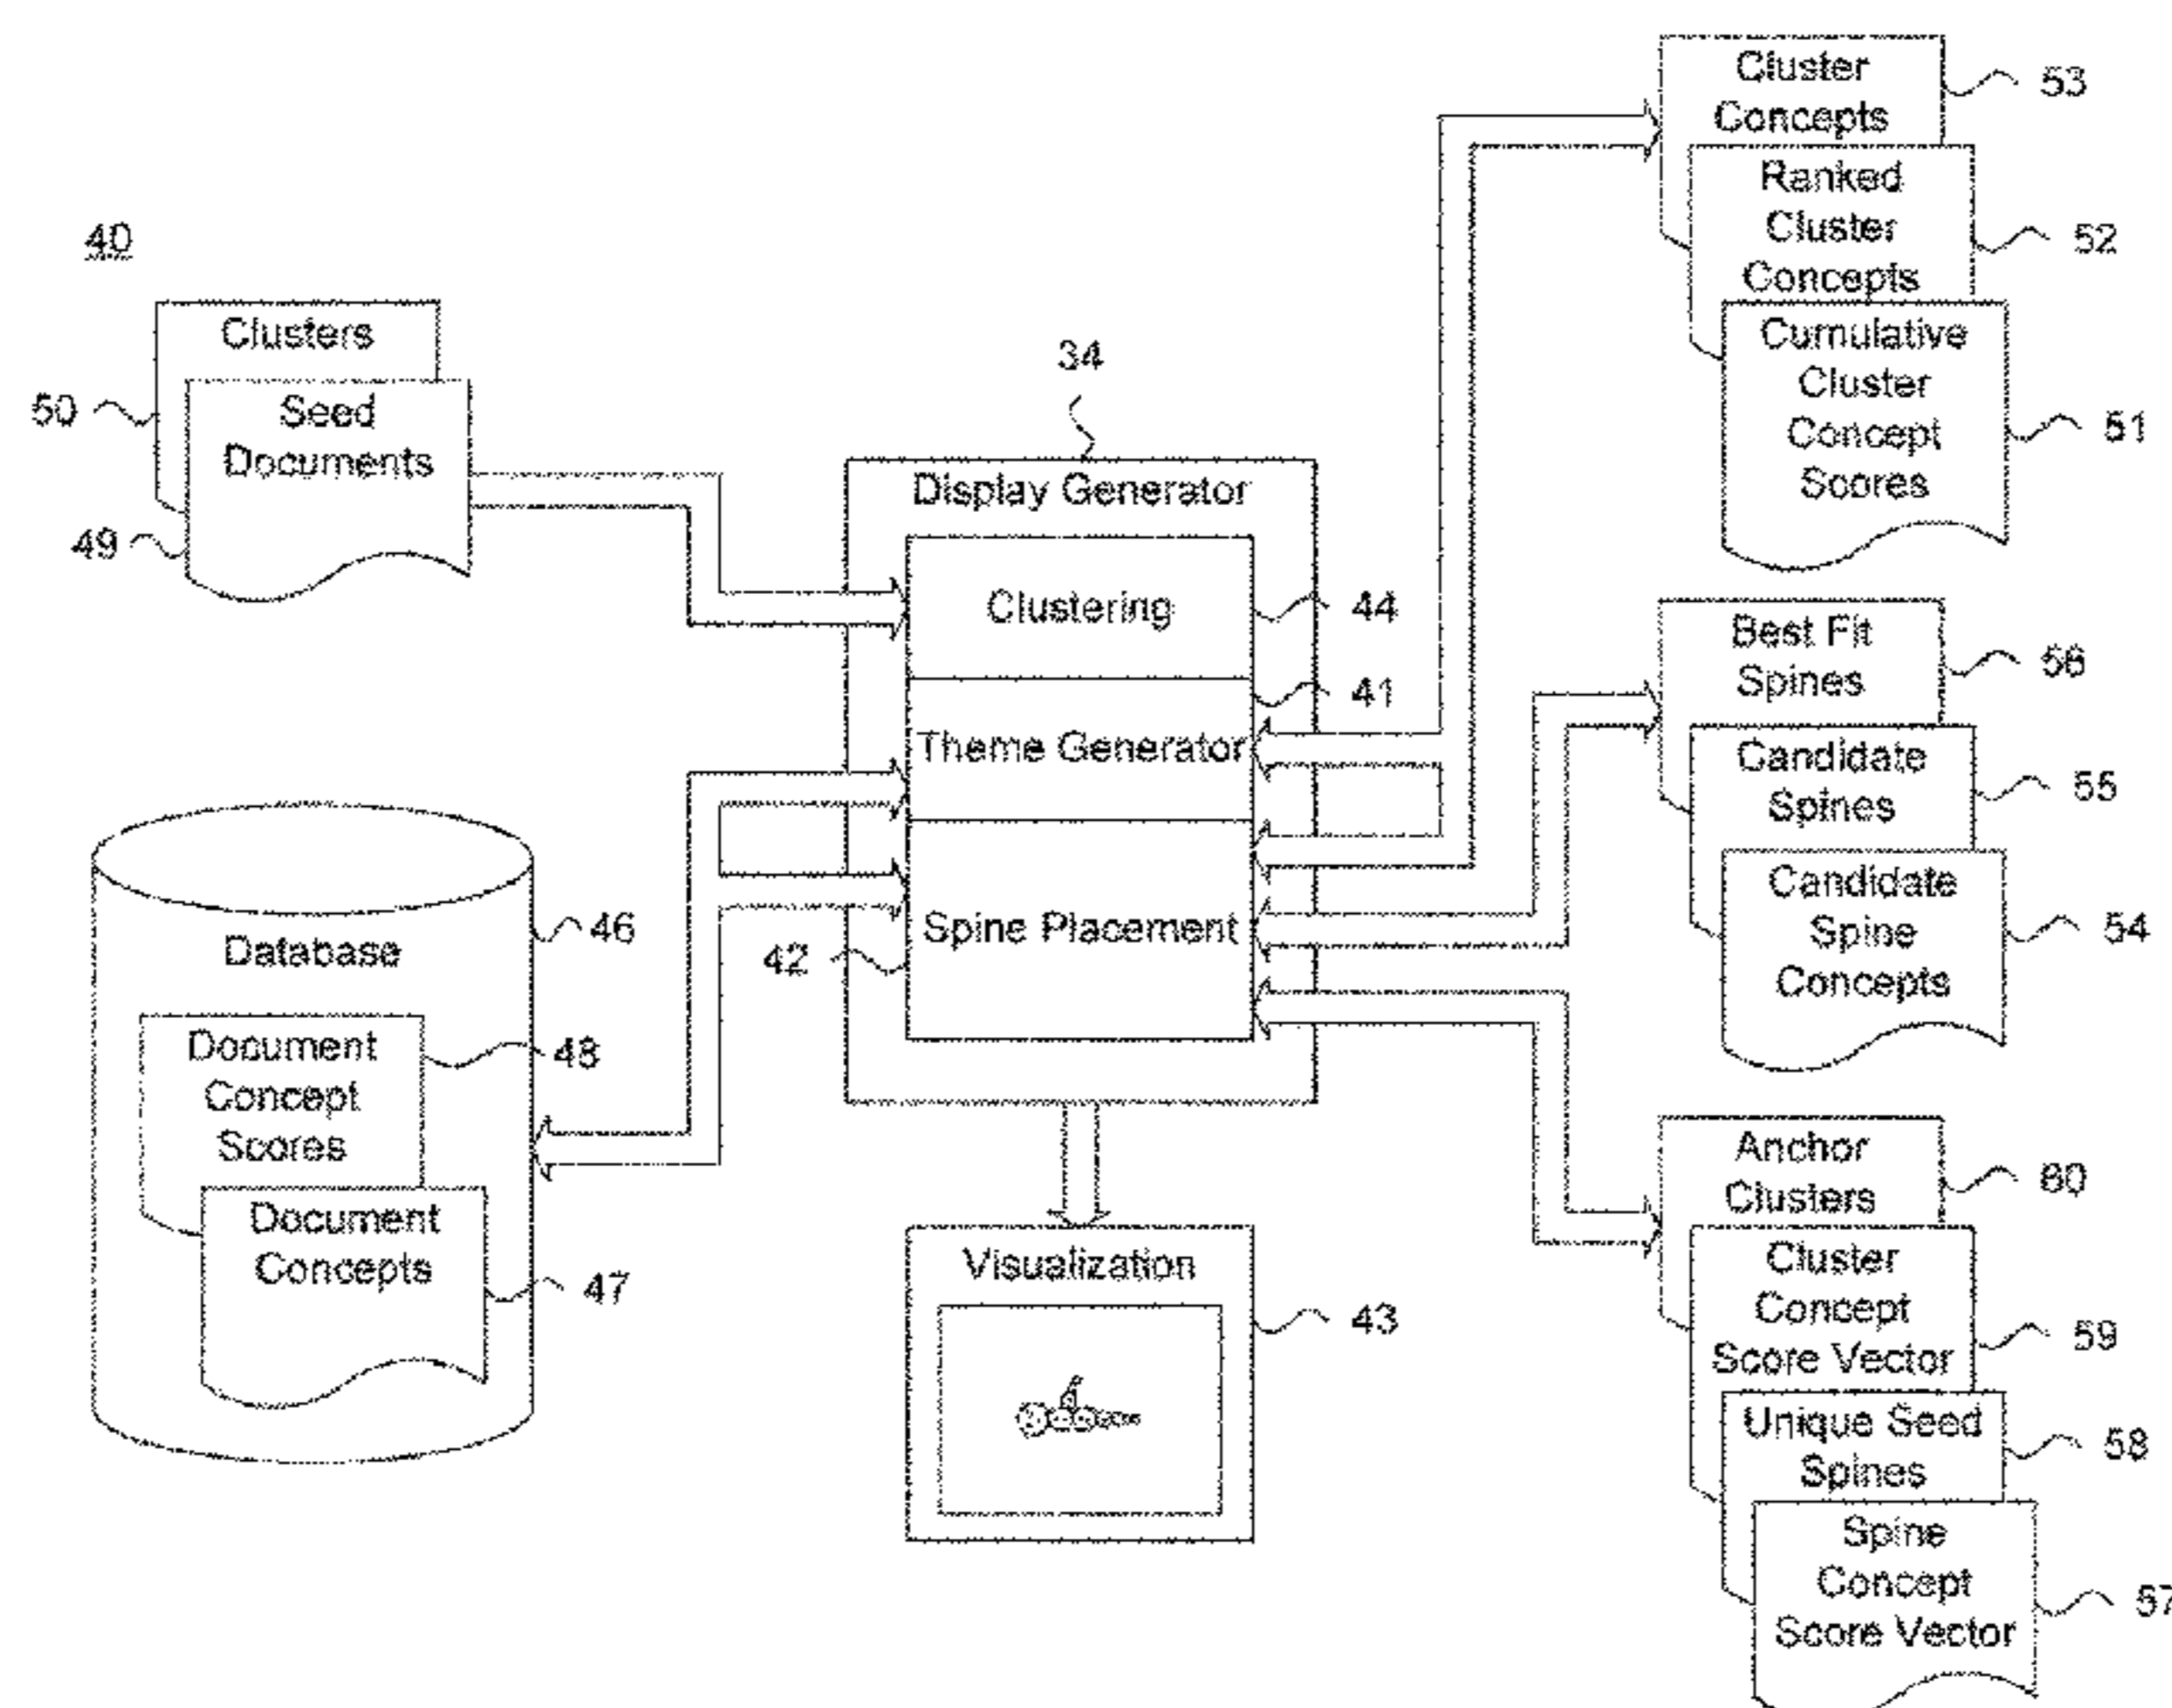 40
Clusters
Seed
Documents
50
49
34
Display Generator
Clustering
44
41
Theme Generator
Spine Placement
42
Database
46
Document
Concept
Scores
48
Document
Concepts
47
Visualization
43
Cluster
Concepts
53
Ranked
Cluster
Concepts
52
Cumulative
Cluster
Concept
Scores
51
Best Fit
Spines
56
Candidate
Spines
55
Candidate
Spine
Concepts
54
Anchor
Clusters
60
Cluster
Concept
Score Vector
59
Unique Seed
Spines
58
Spine
Concept
Score Vector
57